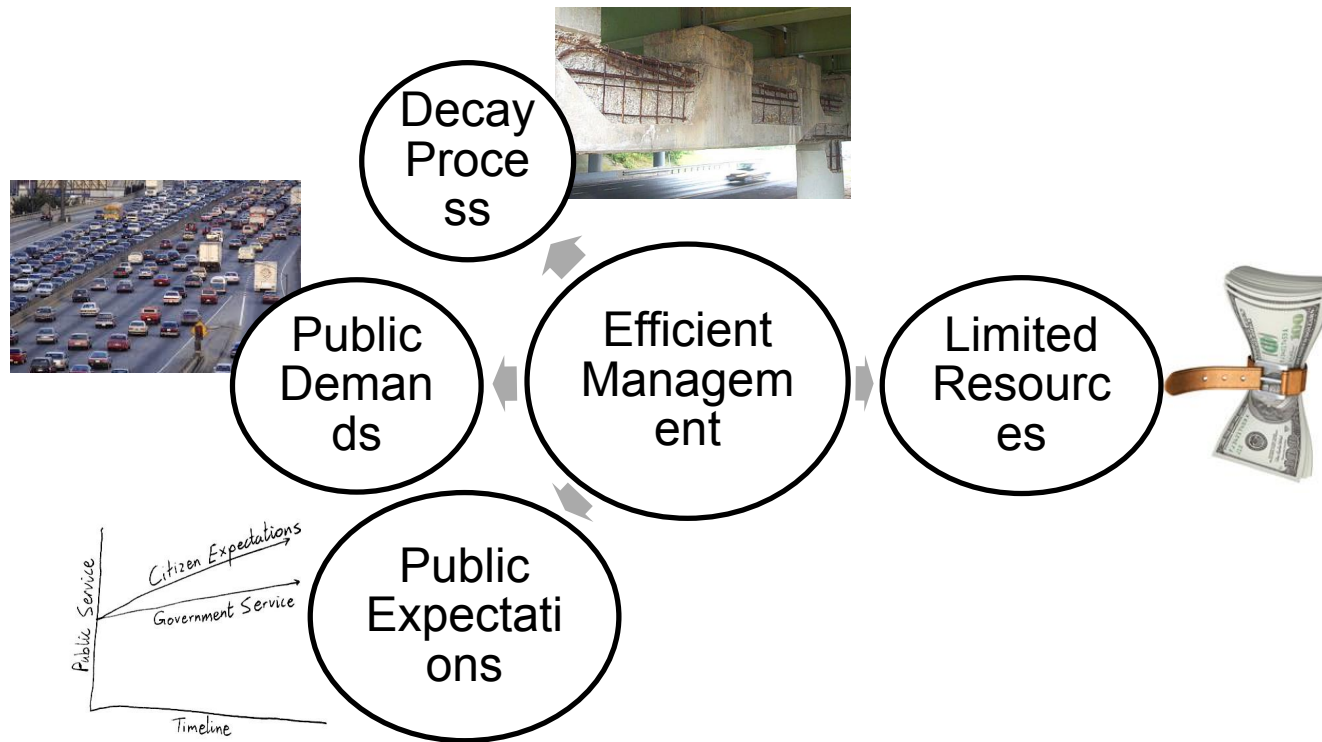 Decay
Proce
ss
Public
Deman
ds
Efficient
Managem
ent
Limited
Resourc
es
Public
Expectati
ons
Citizen Expectations
Government Service
Public Service
Timeline